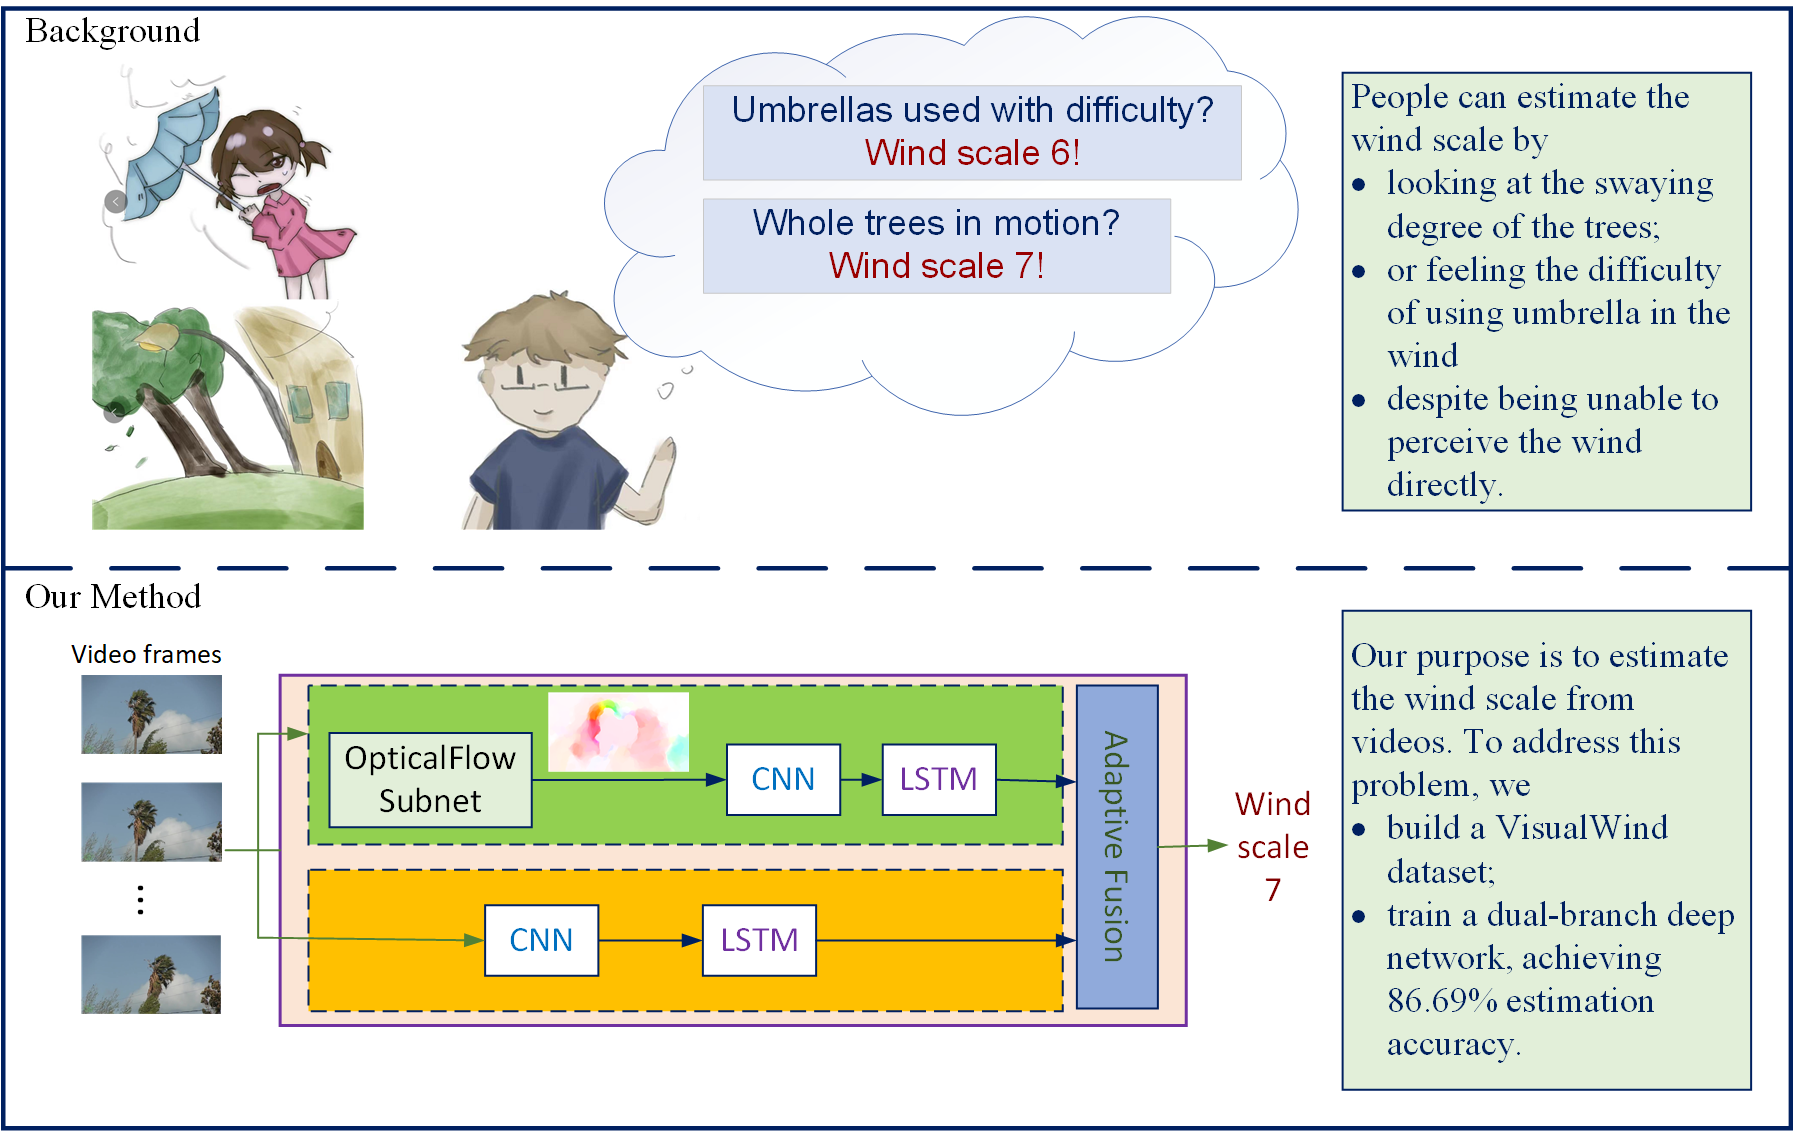 Background
Umbrellas used with difficulty?
Wind scale 6!
Whole trees in motion?
Wind scale 7!
People can estimate the
wind scale by
• looking at the swaying
degree of the trees;
• or feeling the difficulty
of using umbrella in the
wind
• despite being unable to
perceive the wind
directly.
Our Method
Video frames
OpticalFlow
Subnet
CNN
LSTM
CNN
LSTM
Adaptive Fusion
Wind
scale
7
Our purpose is to estimate
the wind scale from
videos. To address this
problem, we
• build a VisualWind
dataset;
• train a dual-branch deep
network, achieving
86.69% estimation
accuracy.